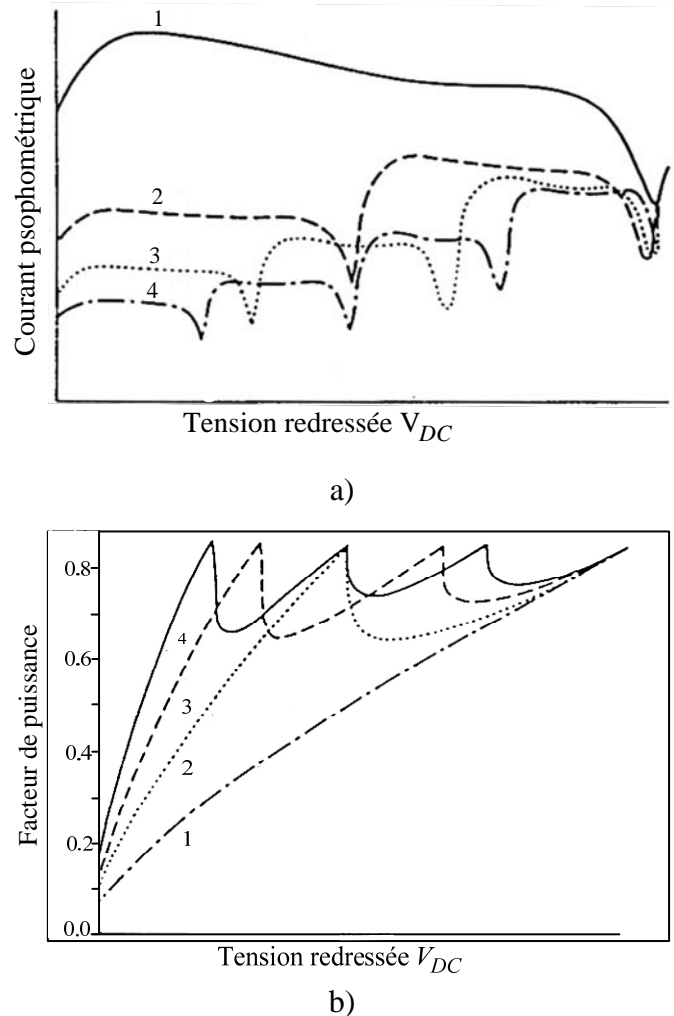 1
2
3
4
Courant psophométrique
Tension redressée V_DC
a)
0.8
0.6
0.4
0.2
0.0
4
3
2
1
Facteur de puissance
Tension redressée V_DC
b)